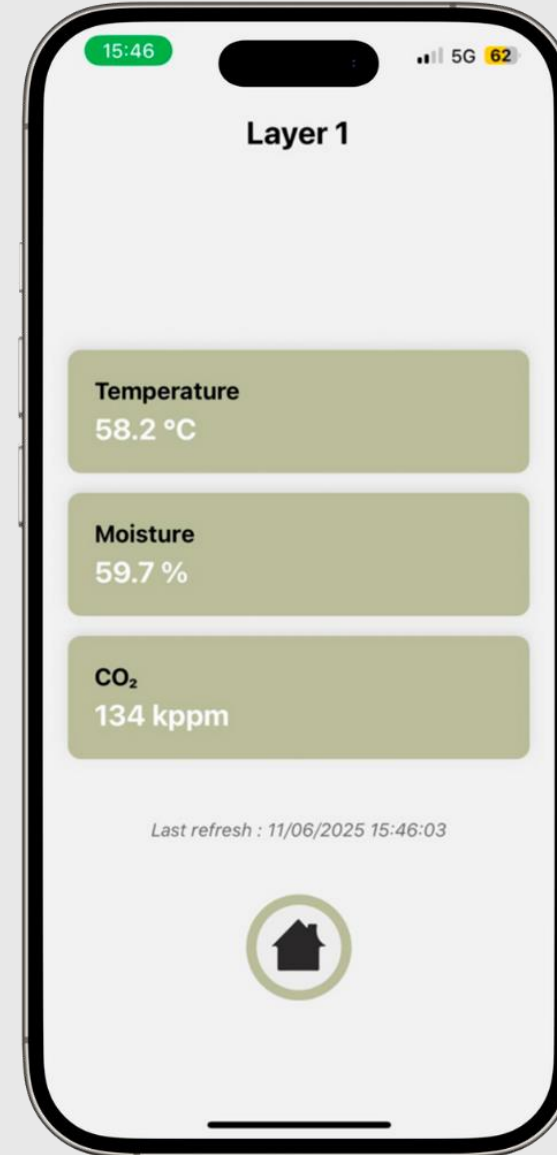 15:46
5G 62
Layer 1
Temperature
58.2 °C
Moisture
59.7 %
CO₂
134 kppm
Last refresh : 11/06/2025 15:46:03